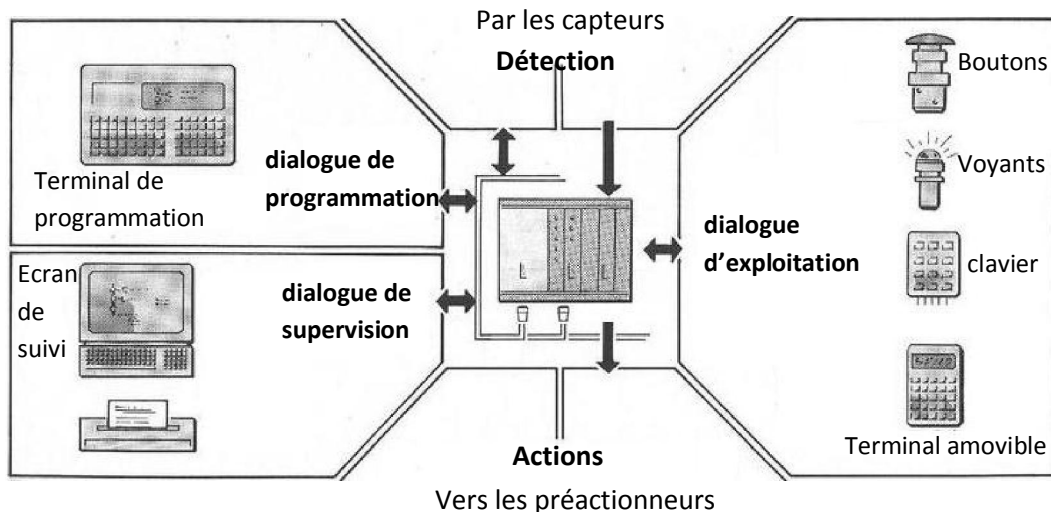 Par les capteurs
Détection
Boutons
Terminal de
programmation
dialogue de
programmation
Voyants
dialogue
d’exploitation
clavier
Ecran
de
suivi
dialogue de
supervision
Terminal amovible
Actions
Vers les préactionneurs